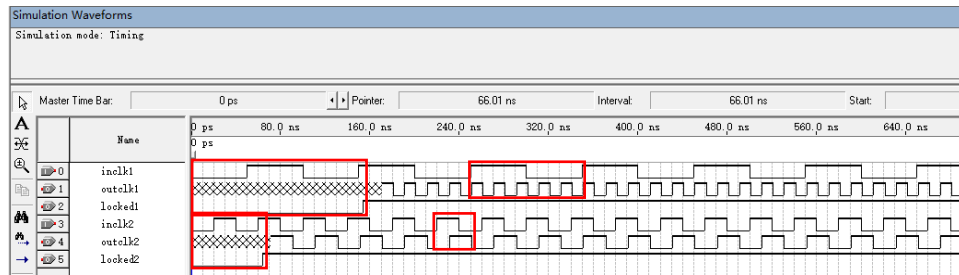 Simulation Waveforms
Simulation mode: Timing
Master Time Bar: 0 ps Pointer: 66.01 ns Interval: 66.01 ns Start:
Name
0 ps 80.0 ns 160.0 ns 240.0 ns 320.0 ns 400.0 ns 480.0 ns 560.0 ns 640.0 ns
0 ps
0 inclk1
1 outclk1
2 locked1
3 inclk2
4 outclk2
5 locked2